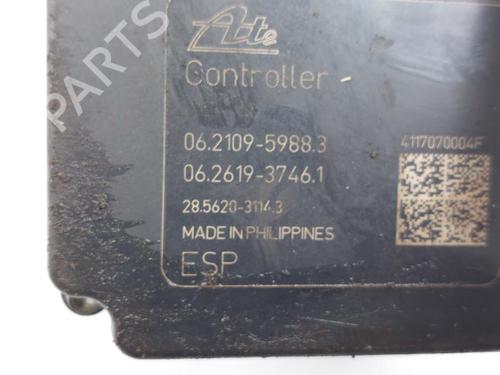 Ate
Controller
06.2109-5988.3
4117070004F
06.2619-3746.1
28.5620-3114.3
MADE IN PHILIPPINES
ESP
PARTS